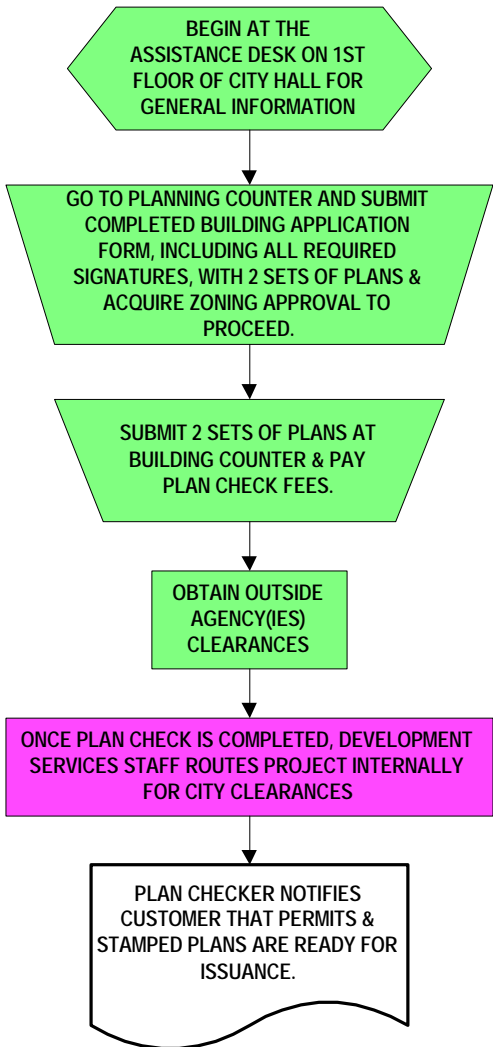 BEGIN AT THE
ASSISTANCE DESK ON 1ST
FLOOR OF CITY HALL FOR
GENERAL INFORMATION
GO TO PLANNING COUNTER AND SUBMIT
COMPLETED BUILDING APPLICATION
FORM, INCLUDING ALL REQUIRED
SIGNATURES, WITH 2 SETS OF PLANS &
ACQUIRE ZONING APPROVAL TO
PROCEED.
SUBMIT 2 SETS OF PLANS AT
BUILDING COUNTER & PAY
PLAN CHECK FEES.
OBTAIN OUTSIDE
AGENCY(IES)
CLEARANCES
ONCE PLAN CHECK IS COMPLETED, DEVELOPMENT
SERVICES STAFF ROUTES PROJECT INTERNALLY
FOR CITY CLEARANCES
PLAN CHECKER NOTIFIES
CUSTOMER THAT PERMITS &
STAMPED PLANS ARE READY FOR
ISSUANCE.